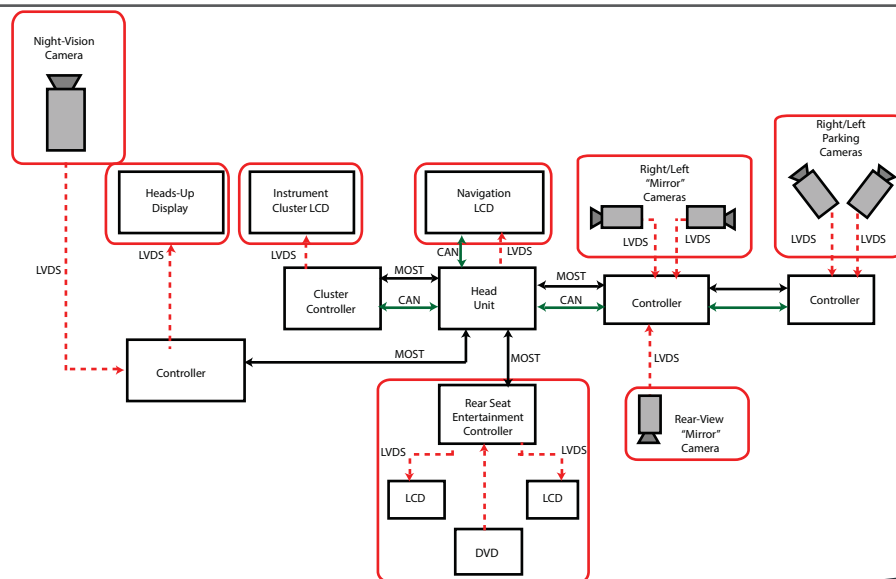 Night-Vision
Camera
Right/Left
Parking
Cameras
Right/Left
"Mirror"
Cameras
Heads-Up
Display
Instrument
Cluster LCD
Navigation
LCD
LVDS
LVDS
LVDS
LVDS
LVDS
LVDS
LVDS
CAN
LVDS
LVDS
MOST
MOST
Cluster
Controller
CAN
Head
Unit
CAN
Controller
Controller
MOST
MOST
LVDS
Controller
Rear Seat
Entertainment
Controller
Rear-View
"Mirror"
Camera
LVDS
LVDS
LCD
LCD
DVD